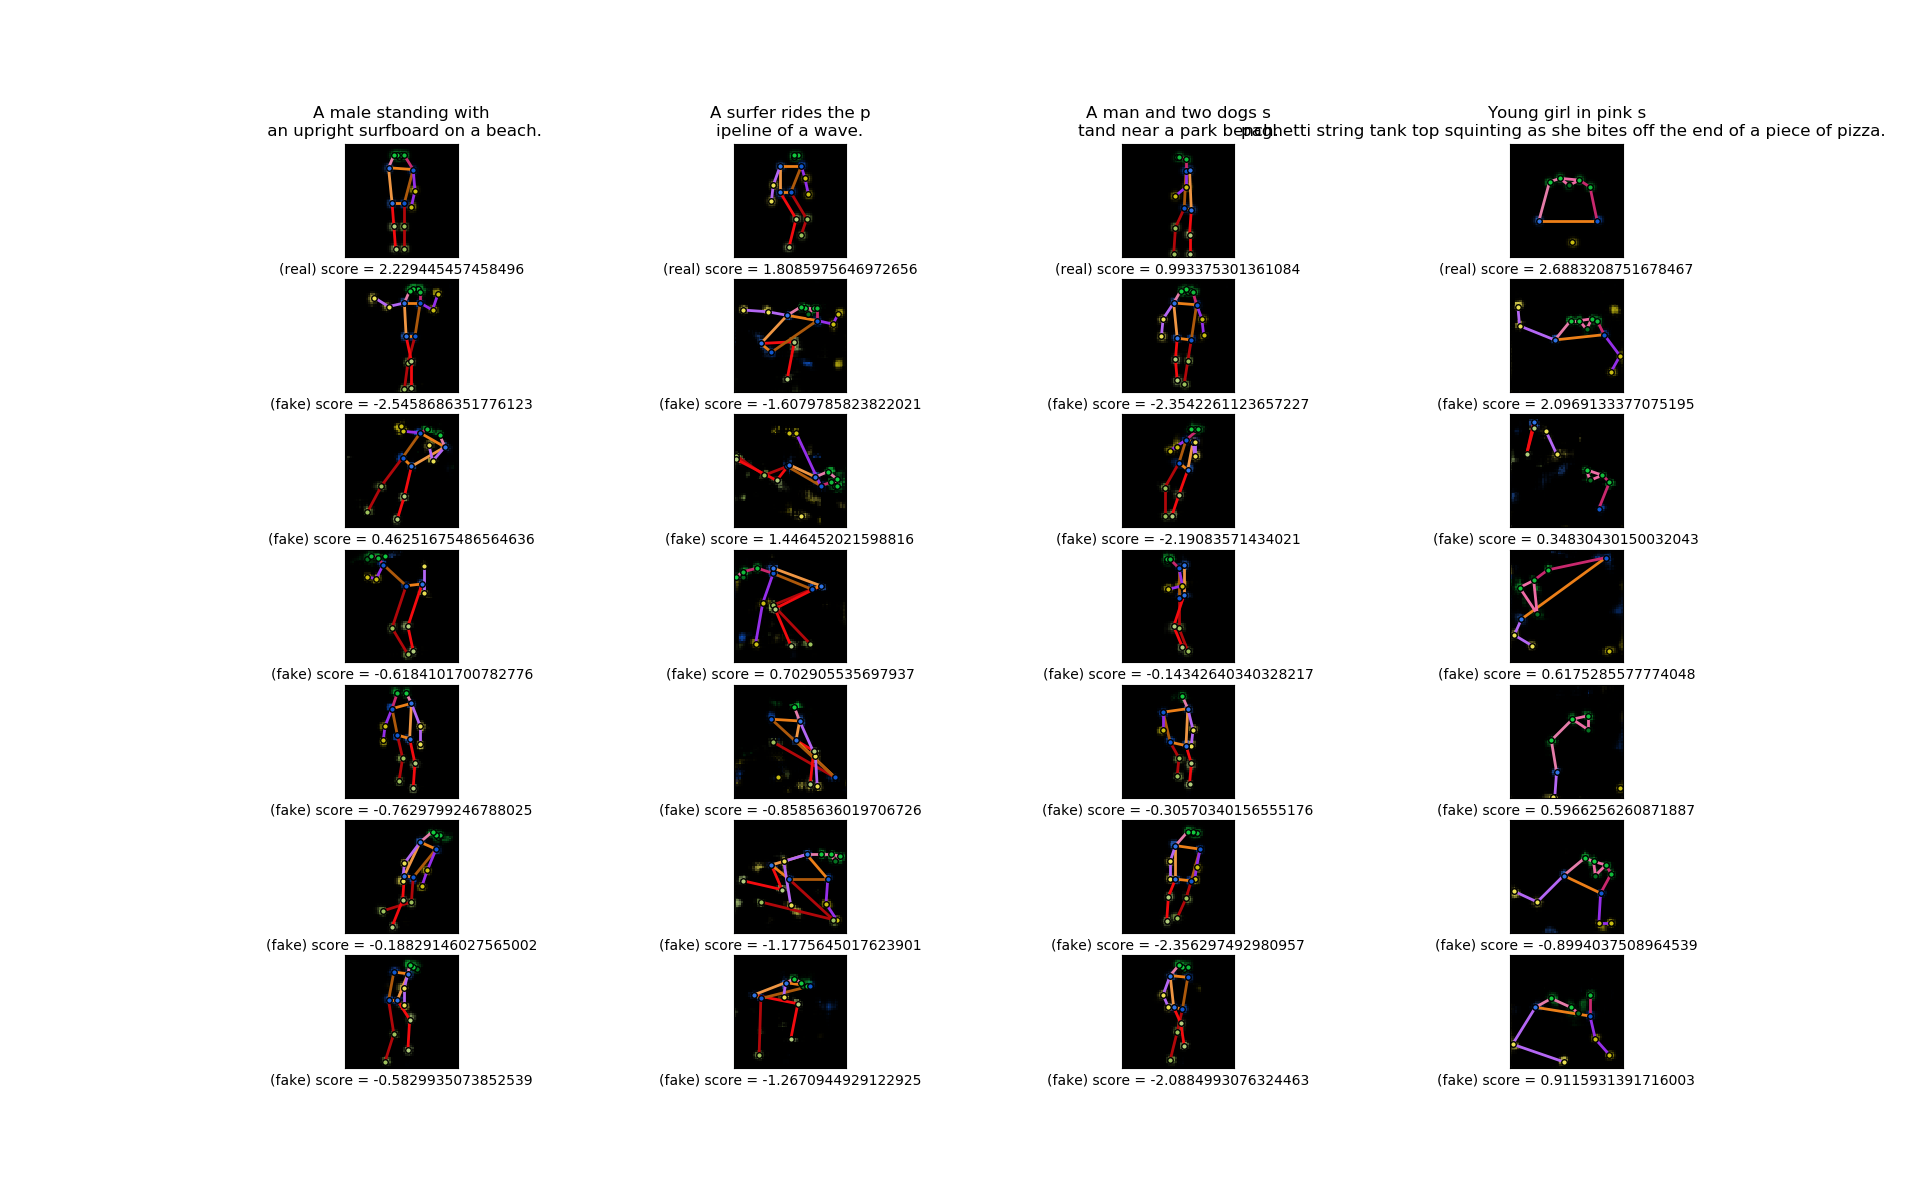 A male standing with
an upright surfboard on a beach.
A surfer rides the p
ipeline of a wave.
A man and two dogs s
tand near a park bench.
Young girl in pink s
paghetti string tank top squinting as she bites off the end of a piece of pizza.
(real) score = 2.229445457458496
(real) score = 1.8085975646972656
(real) score = 0.993375301361084
(real) score = 2.6883208751678467
(fake) score = -2.5458686351776123
(fake) score = -1.6079785823822021
(fake) score = -2.3542261123657227
(fake) score = 2.0969133377075195
(fake) score = 0.46251675486564636
(fake) score = 1.446452021598816
(fake) score = -2.19083571434021
(fake) score = 0.34830430150032043
(fake) score = -0.6184101700782776
(fake) score = 0.702905535697937
(fake) score = -0.14342640340328217
(fake) score = 0.6175285577774048
(fake) score = -0.7629799246788025
(fake) score = -0.8585636019706726
(fake) score = -0.30570340156555176
(fake) score = 0.5966256260871887
(fake) score = -0.18829146027565002
(fake) score = -1.1775645017623901
(fake) score = -2.356297492980957
(fake) score = -0.8994037508964539
(fake) score = -0.5829935073852539
(fake) score = -1.2670944929122925
(fake) score = -2.0884993076324463
(fake) score = 0.9115931391716003